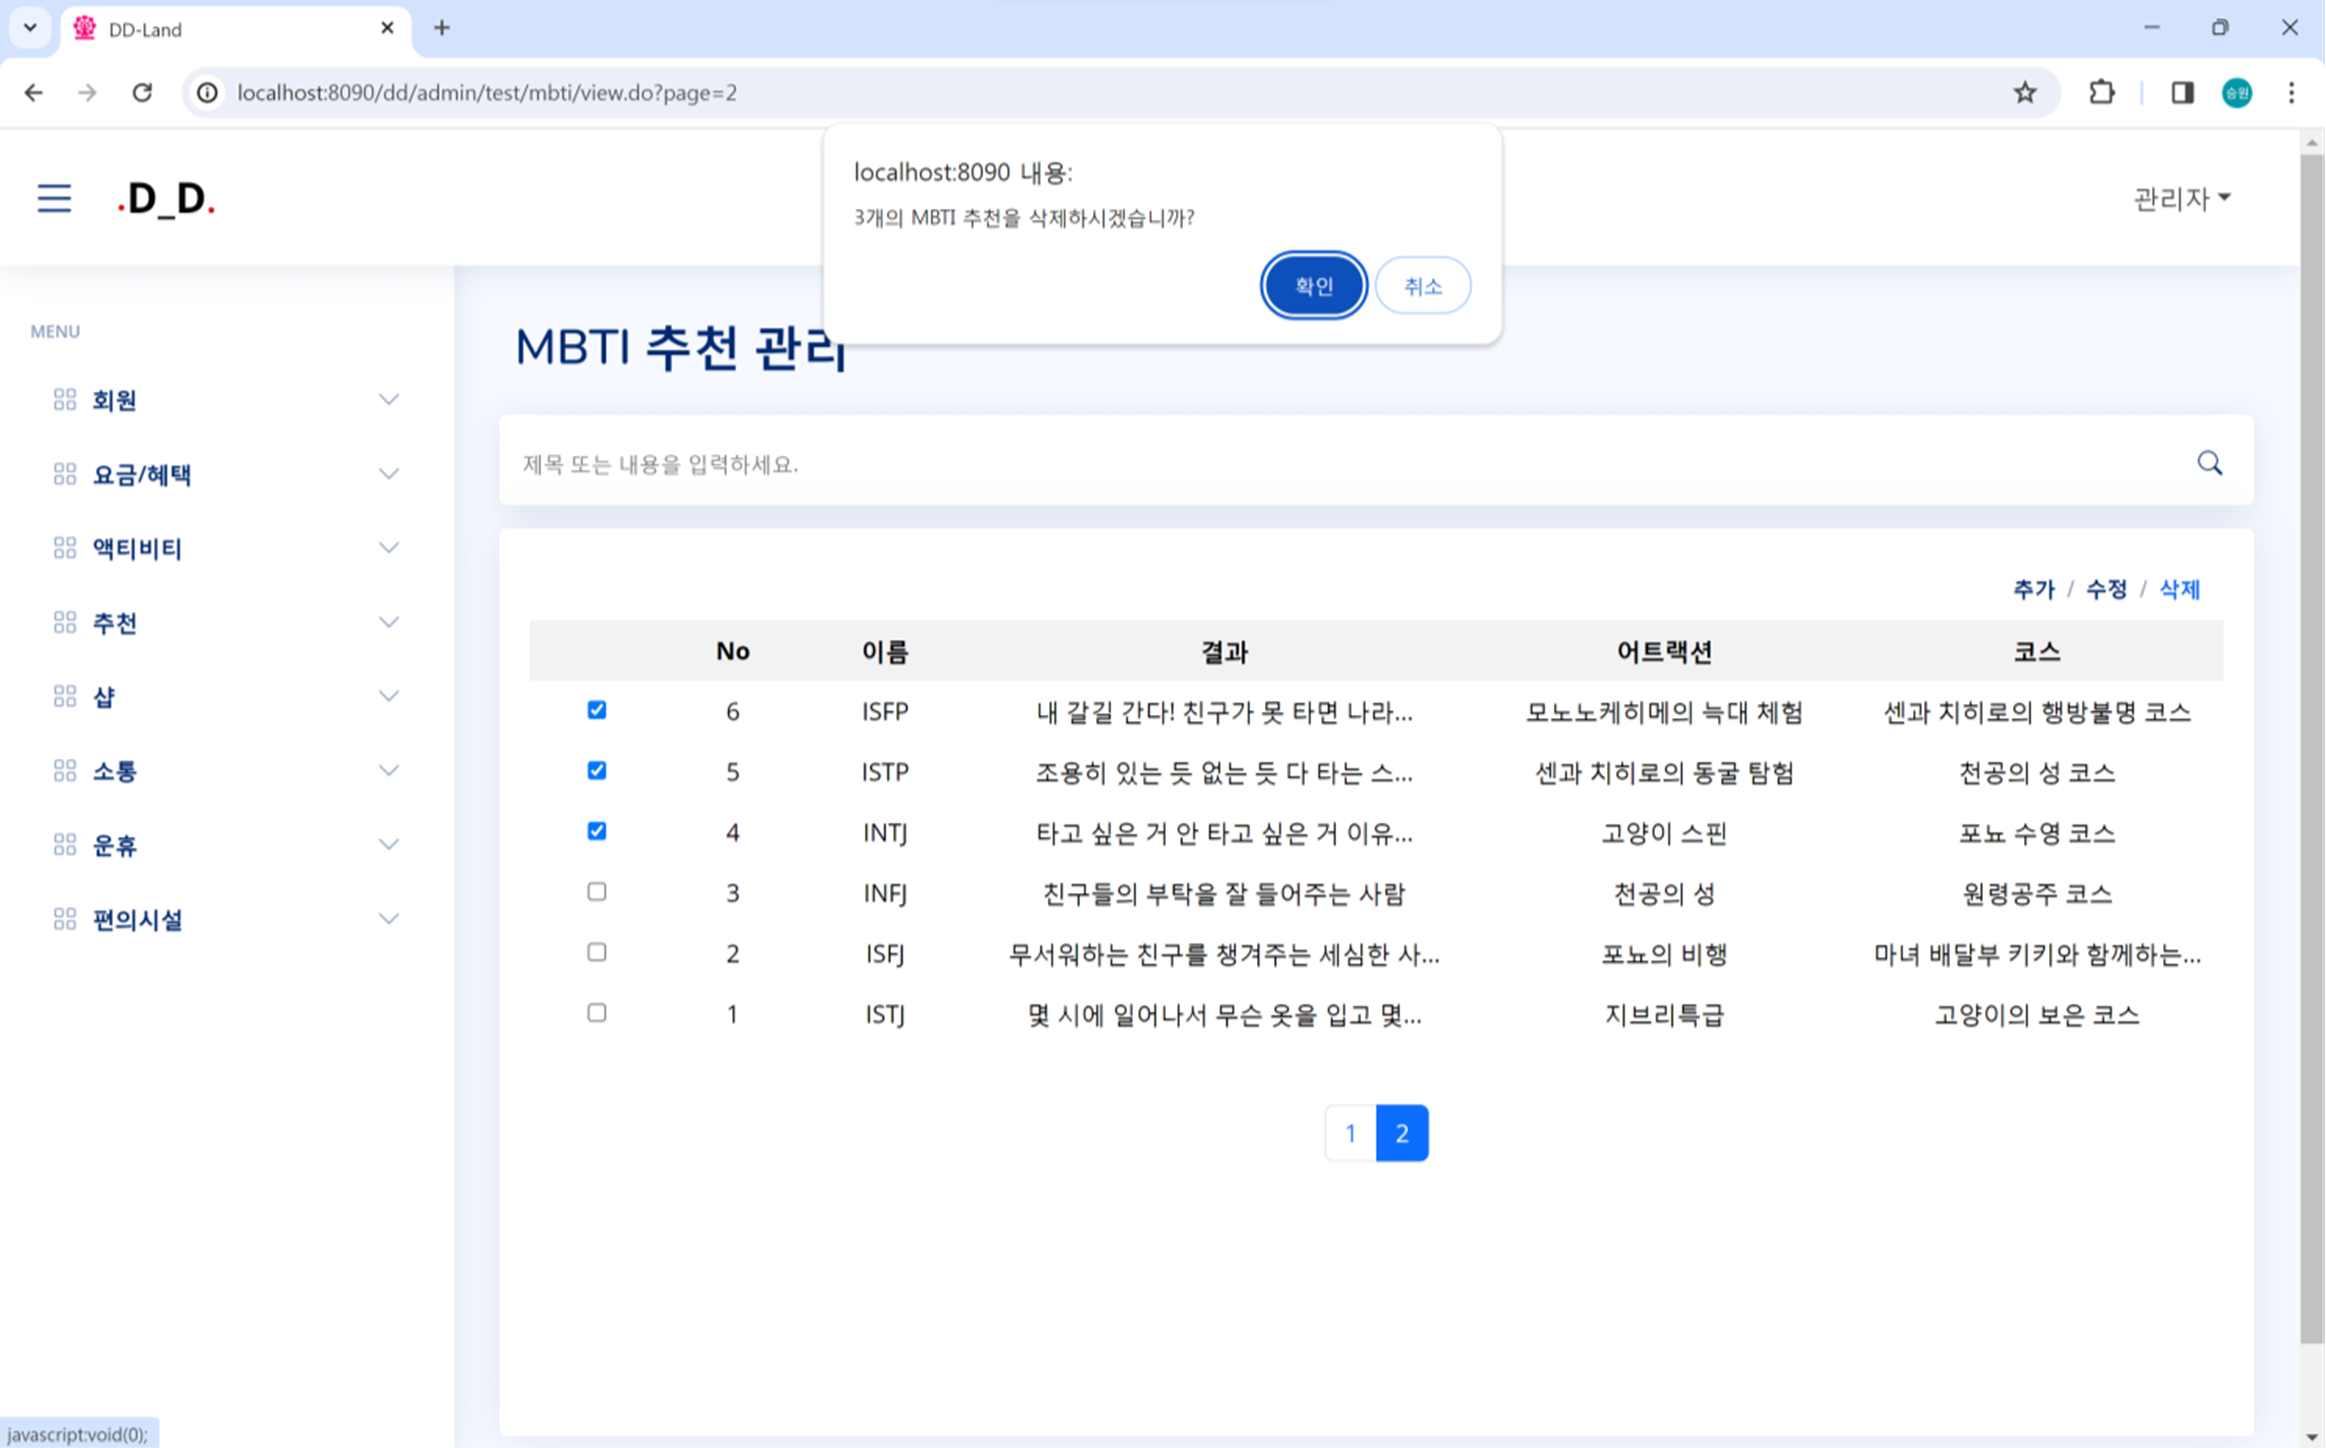 DD-Land
localhost:8090/dd/admin/test/mbti/view.do?page=2
승원
localhost:8090 내용:
3개의 MBTI 추천을 삭제하시겠습니까?
확인 취소
.D_D.
관리자
MENU
회원
요금/혜택
액티비티
추천
샵
소통
운휴
편의시설
MBTI 추천 관리
제목 또는 내용을 입력하세요.
추가 / 수정 / 삭제
No 이름 결과 어트랙션 코스
6 ISFP 내 갈길 간다! 친구가 못 타면 나라... 모노노케히메의 늑대 체험 센과 치히로의 행방불명 코스
5 ISTP 조용히 있는 듯 없는 듯 다 타는 스... 센과 치히로의 동굴 탐험 천공의 성 코스
4 INTJ 타고 싶은 거 안 타고 싶은 거 이유... 고양이 스핀 포뇨 수영 코스
3 INFJ 친구들의 부탁을 잘 들어주는 사람 천공의 성 원령공주 코스
2 ISFJ 무서워하는 친구를 챙겨주는 세심한 사... 포뇨의 비행 마녀 배달부 키키와 함께하는...
1 ISTJ 몇 시에 일어나서 무슨 옷을 입고 몇... 지브리특급 고양이의 보은 코스
1 2
javascript:void(0);